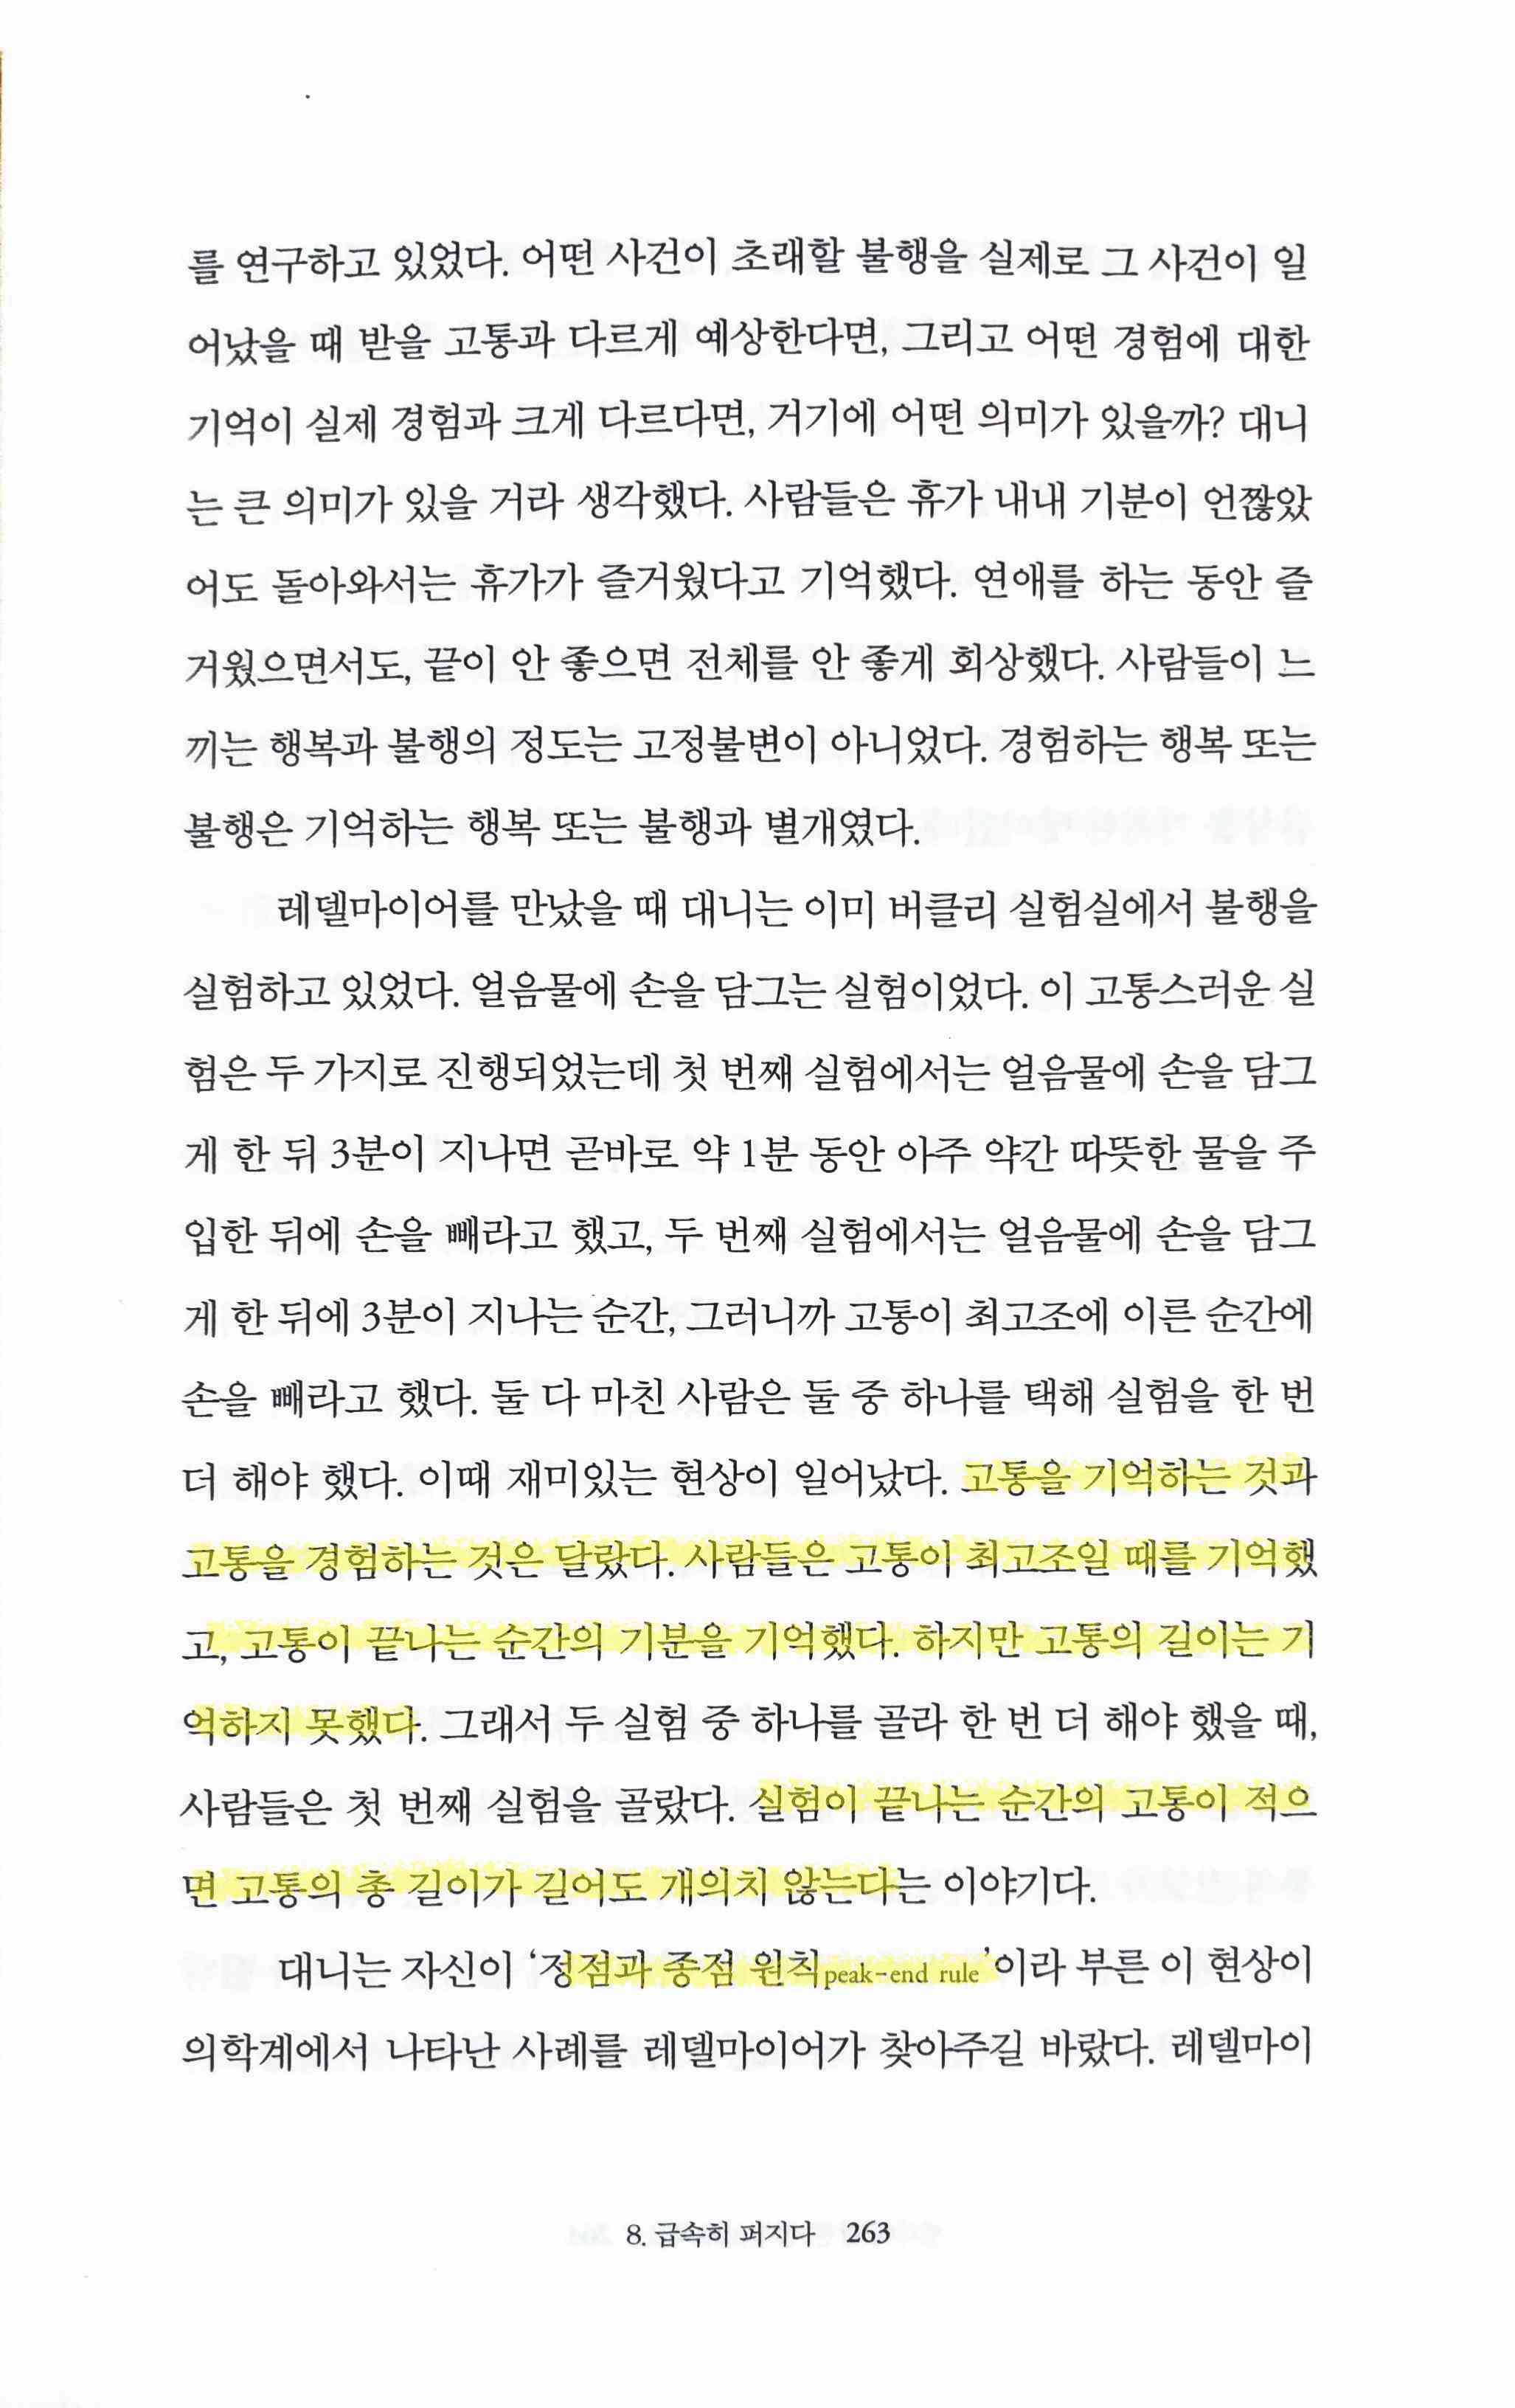 를 연구하고 있었다. 어떤 사건이 초래할 불행을 실제로 그 사건이 일
어났을 때 받을 고통과 다르게 예상한다면, 그리고 어떤 경험에 대한
기억이 실제 경험과 크게 다르다면, 거기에 어떤 의미가 있을까? 대니
는 큰 의미가 있을 거라 생각했다. 사람들은 휴가 내내 기분이 언짢았
어도 돌아와서는 휴가가 즐거웠다고 기억했다. 연애를 하는 동안 즐
거웠으면서도, 끝이 안 좋으면 전체를 안 좋게 회상했다. 사람들이 느
끼는 행복과 불행의 정도는 고정불변이 아니었다. 경험하는 행복 또는
불행은 기억하는 행복 또는 불행과 별개였다.
레델마이어를 만났을 때 대니는 이미 버클리 실험실에서 불행을
실험하고 있었다. 얼음물에 손을 담그는 실험이었다. 이 고통스러운 실
험은 두 가지로 진행되었는데 첫 번째 실험에서는 얼음물에 손을 담그
게 한 뒤 3분이 지나면 곧바로 약 1분 동안 아주 약간 따뜻한 물을 주
입한 뒤에 손을 빼라고 했고, 두 번째 실험에서는 얼음물에 손을 담그
게 한 뒤에 3분이 지나는 순간, 그러니까 고통이 최고조에 이른 순간에
손을 빼라고 했다. 둘 다 마친 사람은 둘 중 하나를 택해 실험을 한 번
더 해야 했다. 이때 재미있는 현상이 일어났다. 고통을 기억하는 것과
고통을 경험하는 것은 달랐다. 사람들은 고통이 최고조일 때를 기억했
고, 고통이 끝나는 순간의 기분을 기억했다. 하지만 고통의 길이는 기
억하지 못했다. 그래서 두 실험 중 하나를 골라 한 번 더 해야 했을 때,
사람들은 첫 번째 실험을 골랐다. 실험이 끝나는 순간의 고통이 적으
면 고통의 총 길이가 길어도 개의치 않는다는 이야기다.
대니는 자신이 ‘정점과 종점 원칙peak-end rule’이라 부른 이 현상이
의학계에서 나타난 사례를 레델마이어가 찾아주길 바랐다. 레델마이
8. 급속히 퍼지다 263